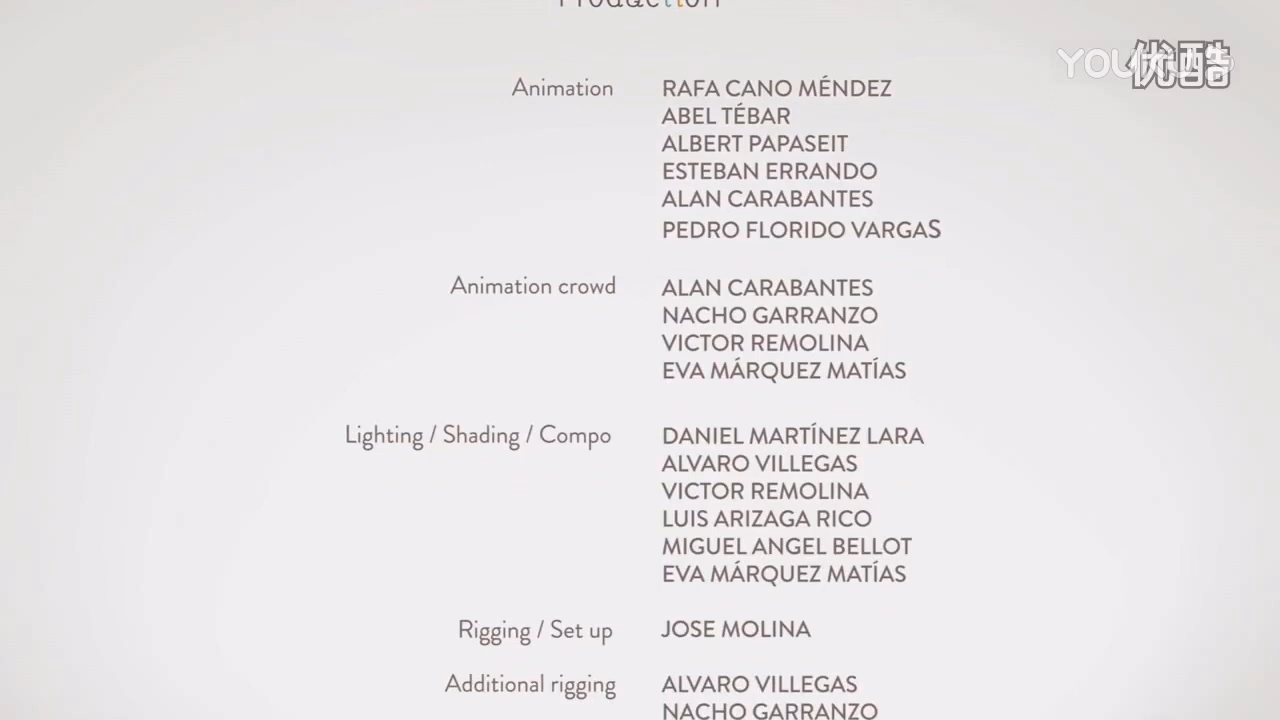 Production
Animation RAFA CANO MÉNDEZ
ABEL TÉBAR
ALBERT PAPASEIT
ESTEBAN ERRANDO
ALAN CARABANTES
PEDRO FLORIDO VARGAS
Animation crowd ALAN CARABANTES
NACHO GARRANZO
VICTOR REMOLINA
EVA MÁRQUEZ MATÍAS
Lighting / Shading / Compo DANIEL MARTÍNEZ LARA
ALVARO VILLEGAS
VICTOR REMOLINA
LUIS ARIZAGA RICO
MIGUEL ANGEL BELLOT
EVA MÁRQUEZ MATÍAS
Rigging / Set up JOSE MOLINA
Additional rigging ALVARO VILLEGAS
NACHO GARRANZO
优酷